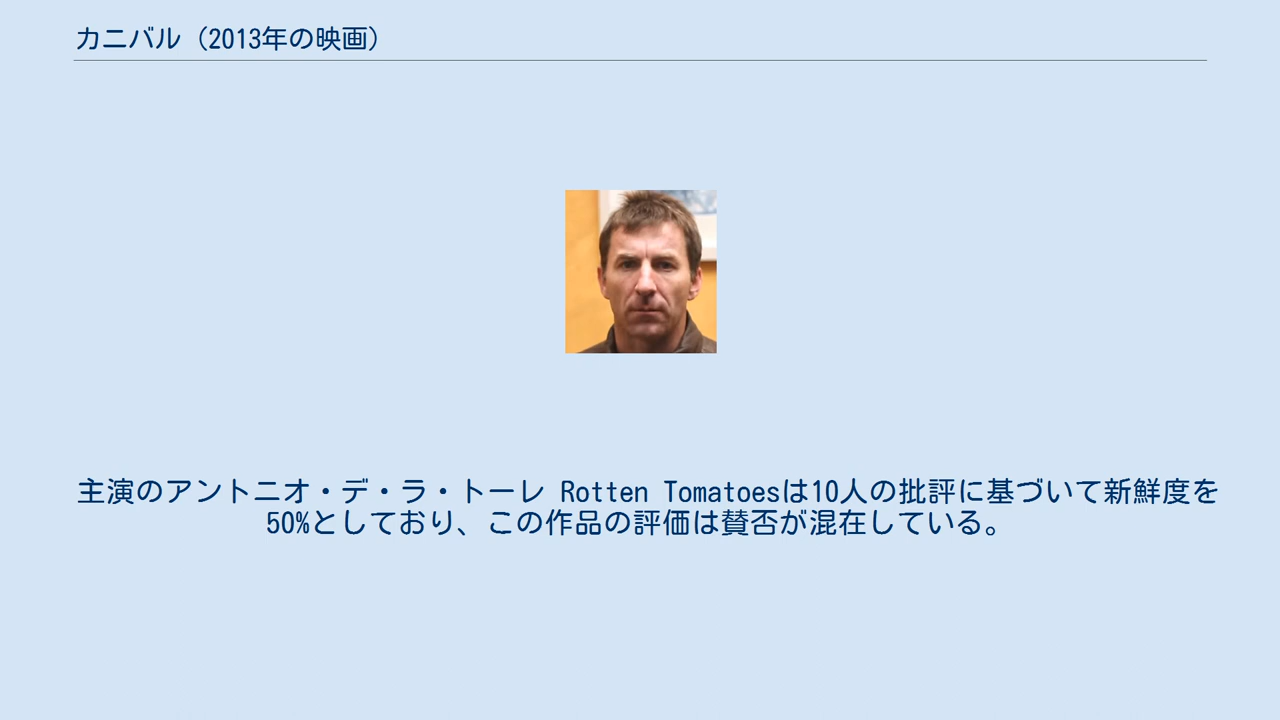 カニバル（2013年の映画）
主演のアントニオ・デ・ラ・トーレ Rotten Tomatoesは10人の批評に基づいて新鮮度を
50%としており、この作品の評価は賛否が混在している。